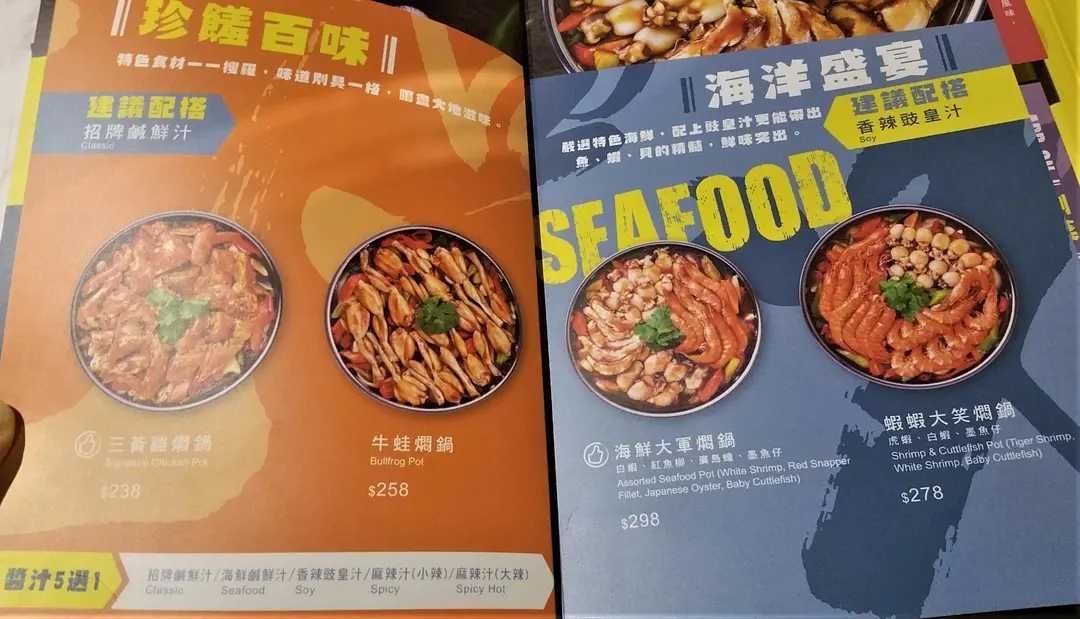 珍饈百味
特色食材一一搜羅，味道別具一格，嚐盡大地滋味。
建議配搭
招牌鹹鮮汁
Classic
三黃雞燜鍋
Signature Chicken Pot
$238
牛蛙燜鍋
Bullfrog Pot
$258
醬汁5選1
招牌鹹鮮汁/海鮮鹹鮮汁/香辣豉皇汁/麻辣汁(小辣)/麻辣汁(大辣)
Classic Seafood Soy Spicy Spicy Hot
海洋盛宴
嚴選特色海鮮，配上豉皇汁更能帶出
魚、蝦、貝的精髓，鮮味突出。
建議配搭
香辣豉皇汁
Soy
SEAFOOD
海鮮大軍燜鍋
白蝦、紅魚柳、廣島蠔、墨魚仔
Assorted Seafood Pot (White Shrimp, Red Snapper
Fillet, Japanese Oyster, Baby Cuttlefish)
$298
蝦蝦大笑燜鍋
虎蝦、白蝦、墨魚仔
Shrimp & Cuttlefish Pot (Tiger Shrimp,
White Shrimp, Baby Cuttlefish)
$278
風味，